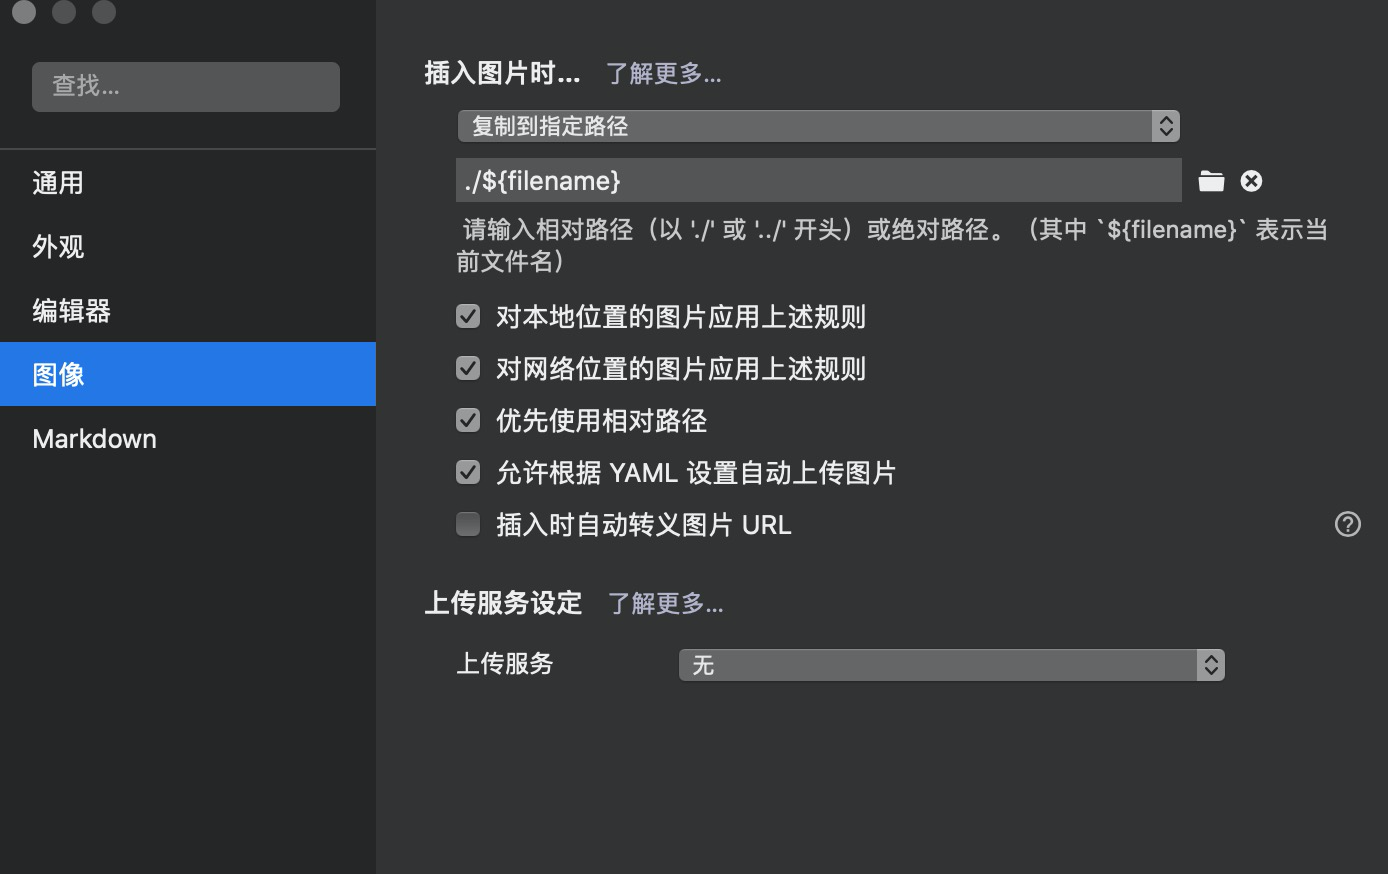 查找...
通用
外观
编辑器
图像
Markdown
插入图片时... 了解更多...
复制到指定路径
./${filename}
请输入相对路径（以 './' 或 '../' 开头）或绝对路径。（其中 `${filename}` 表示当
前文件名）
对本地位置的图片应用上述规则
对网络位置的图片应用上述规则
优先使用相对路径
允许根据 YAML 设置自动上传图片
插入时自动转义图片 URL
上传服务设定 了解更多...
上传服务 无